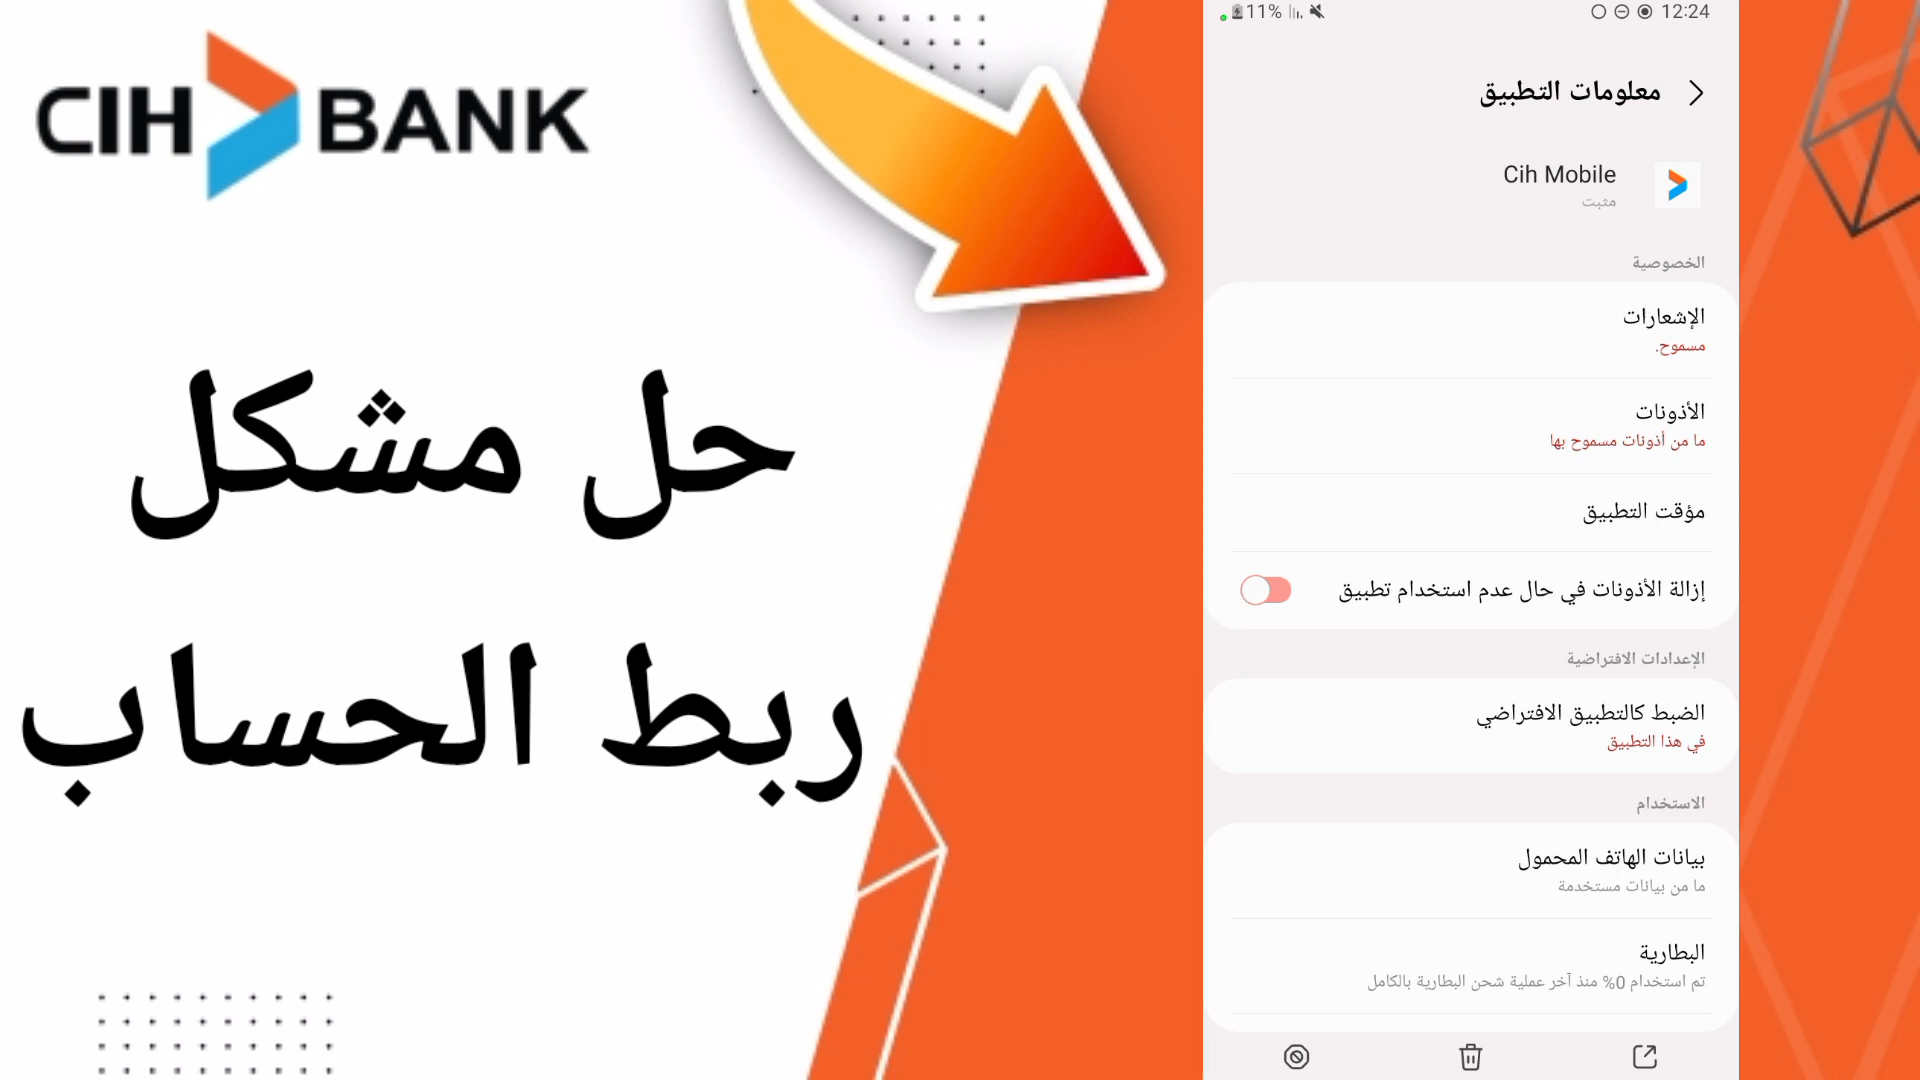 CIH BANK
حل مشكل
ربط الحساب
11% 12:24
معلومات التطبيق
Cih Mobile
مثبت
الخصوصية
الإشعارات
مسموح.
الأذونات
ما من أذونات مسموح بها
مؤقت التطبيق
إزالة الأذونات في حال عدم استخدام تطبيق
الإعدادات الافتراضية
الضبط كالتطبيق الافتراضي
في هذا التطبيق
الاستخدام
بيانات الهاتف المحمول
ما من بيانات مستخدمة
البطارية
تم استخدام 0% منذ آخر عملية شحن البطارية بالكامل